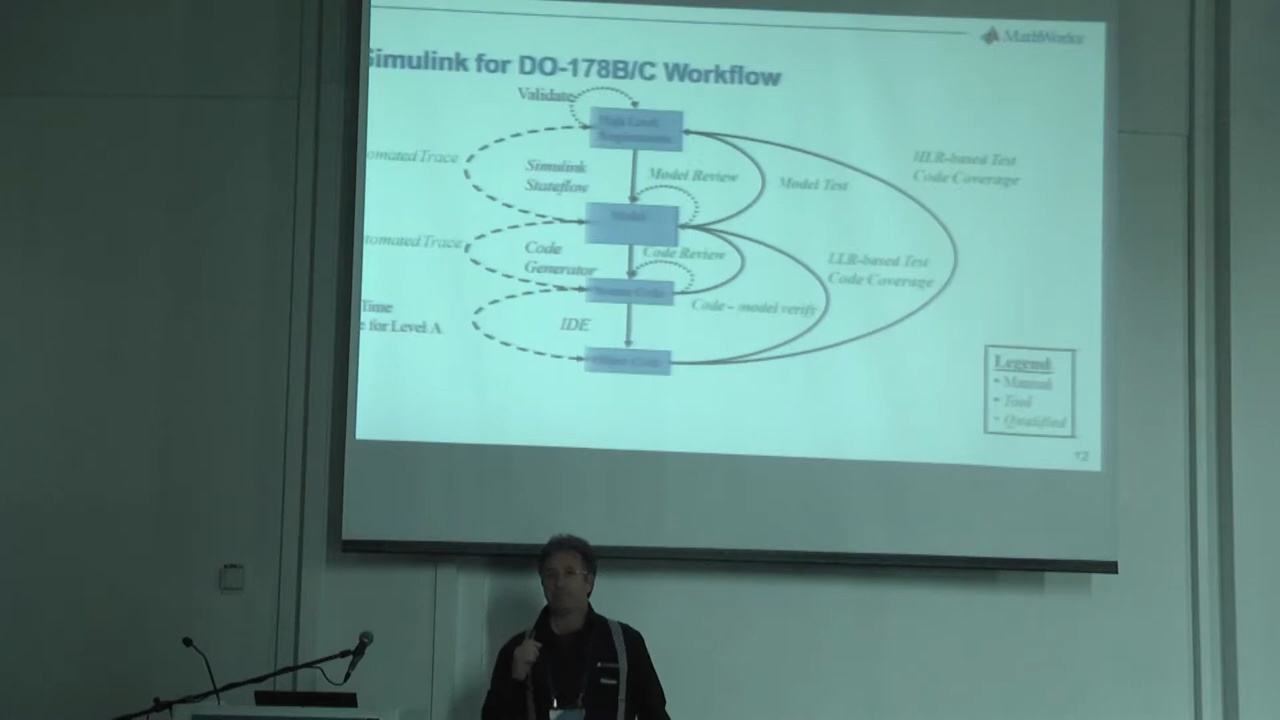 MathWorks
Simulink for DO-178B/C Workflow
Validate
High Level
Requirements
omated Trace
Simulink
Stateflow
Model Review
Model Test
HLR-based Test
Code Coverage
Model
tomated Trace
Code
Generator
Code Review
LLR-based Test
Code Coverage
Source Code
Code – model verify
Time
e for Level A
IDE
Legend:
• Manual
• Tool
• Qualified
12